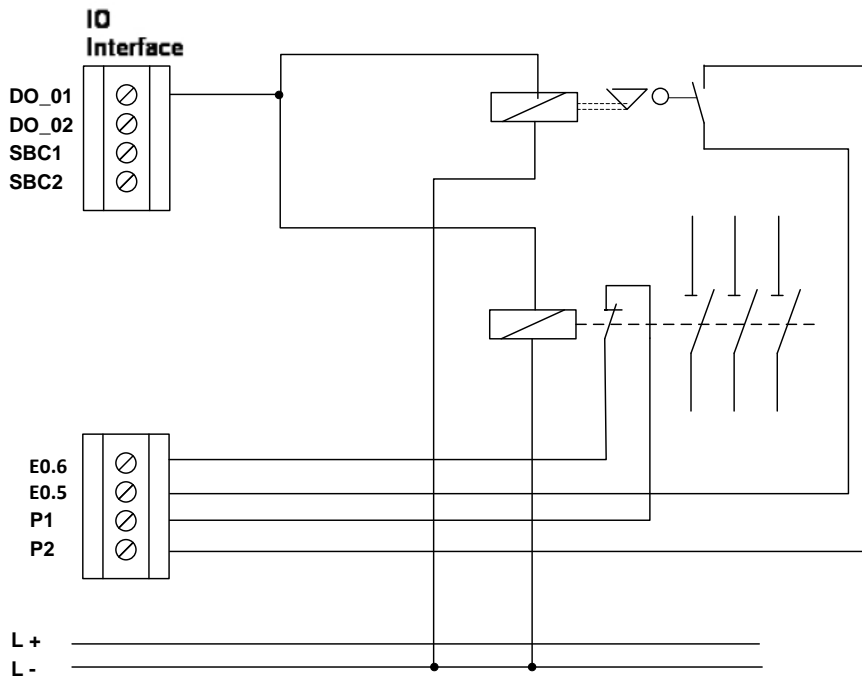 IO
Interface
DO_01
DO_02
SBC1
SBC2
E0.6
E0.5
P1
P2
L +
L -